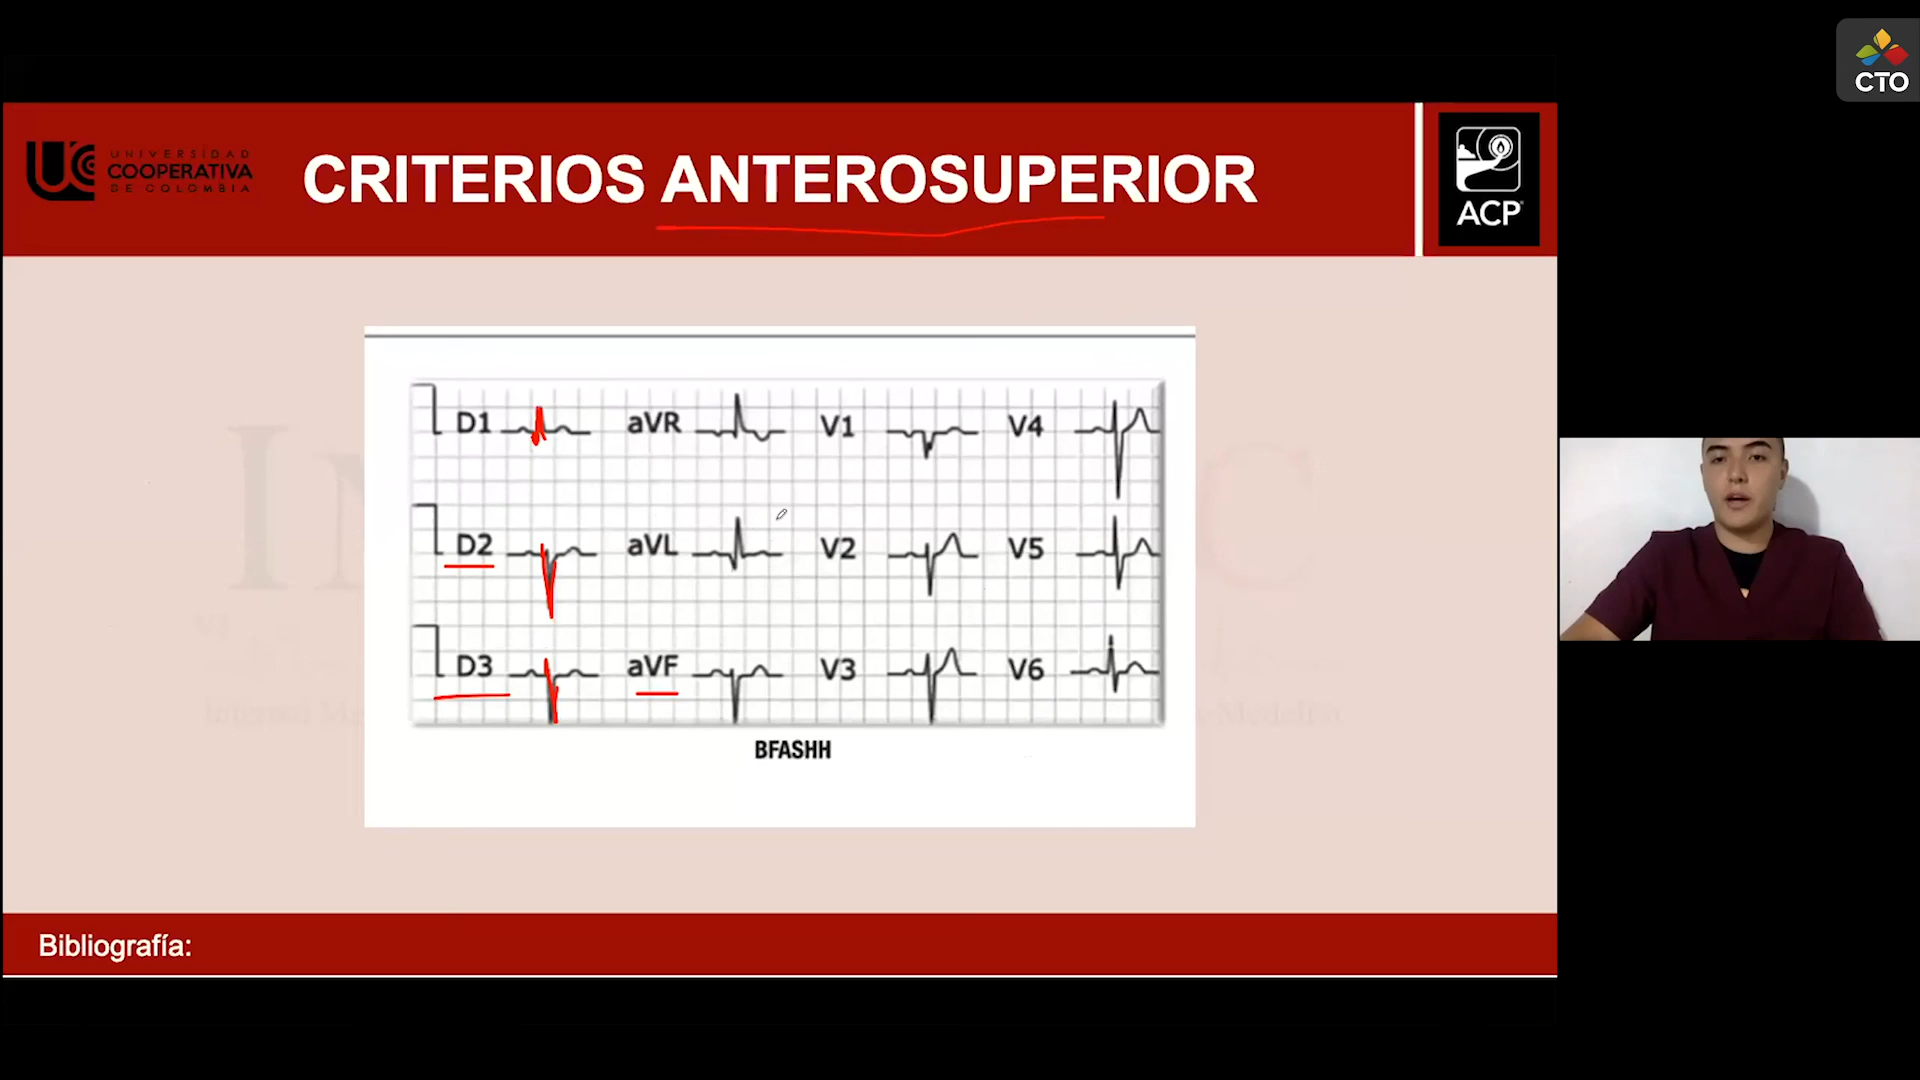 CTO
UNIVERSIDAD
COOPERATIVA
DE COLOMBIA
CRITERIOS ANTEROSUPERIOR
ACP
D1 aVR V1 V4
D2 aVL V2 V5
D3 aVF V3 V6
BFASHH
Bibliografía: